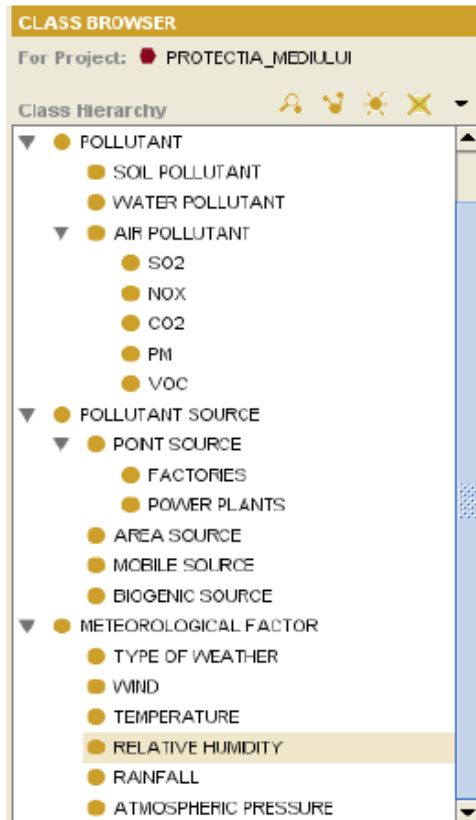 CLASS BROWSER
For Project: PROTECTIA_MEDIULUI
Class Hierarchy
POLLUTANT
SOIL POLLUTANT
WATER POLLUTANT
AIR POLLUTANT
SO2
NOX
CO2
PM
VOC
POLLUTANT SOURCE
POINT SOURCE
FACTORIES
POWER PLANTS
AREA SOURCE
MOBILE SOURCE
BIOGENIC SOURCE
METEOROLOGICAL FACTOR
TYPE OF WEATHER
WIND
TEMPERATURE
RELATIVE HUMIDITY
RAINFALL
ATMOSPHERIC PRESSURE